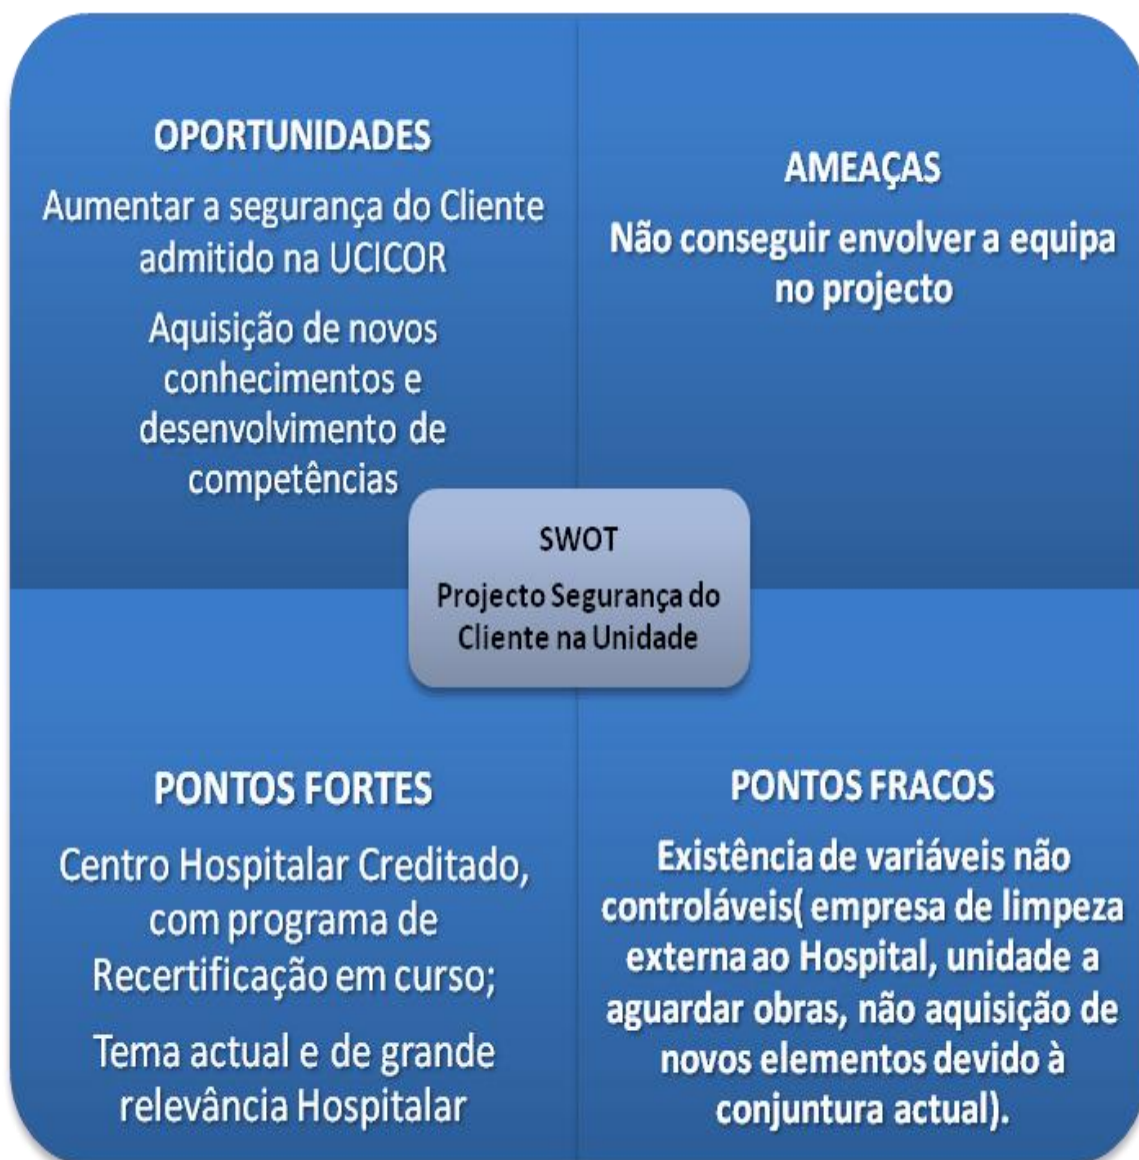 OPORTUNIDADES
Aumentar a segurança do Cliente
admitido na UCICOR
Aquisição de novos
conhecimentos e
desenvolvimento de
competências
AMEAÇAS
Não conseguir envolver a equipa
no projecto
SWOT
Projecto Segurança do
Cliente na Unidade
PONTOS FORTES
Centro Hospitalar Creditado,
com programa de
Recertificação em curso;
Tema actual e de grande
relevância Hospitalar
PONTOS FRACOS
Existência de variáveis não
controláveis( empresa de limpeza
externa ao Hospital, unidade a
aguardar obras, não aquisição de
novos elementos devido à
conjuntura actual).